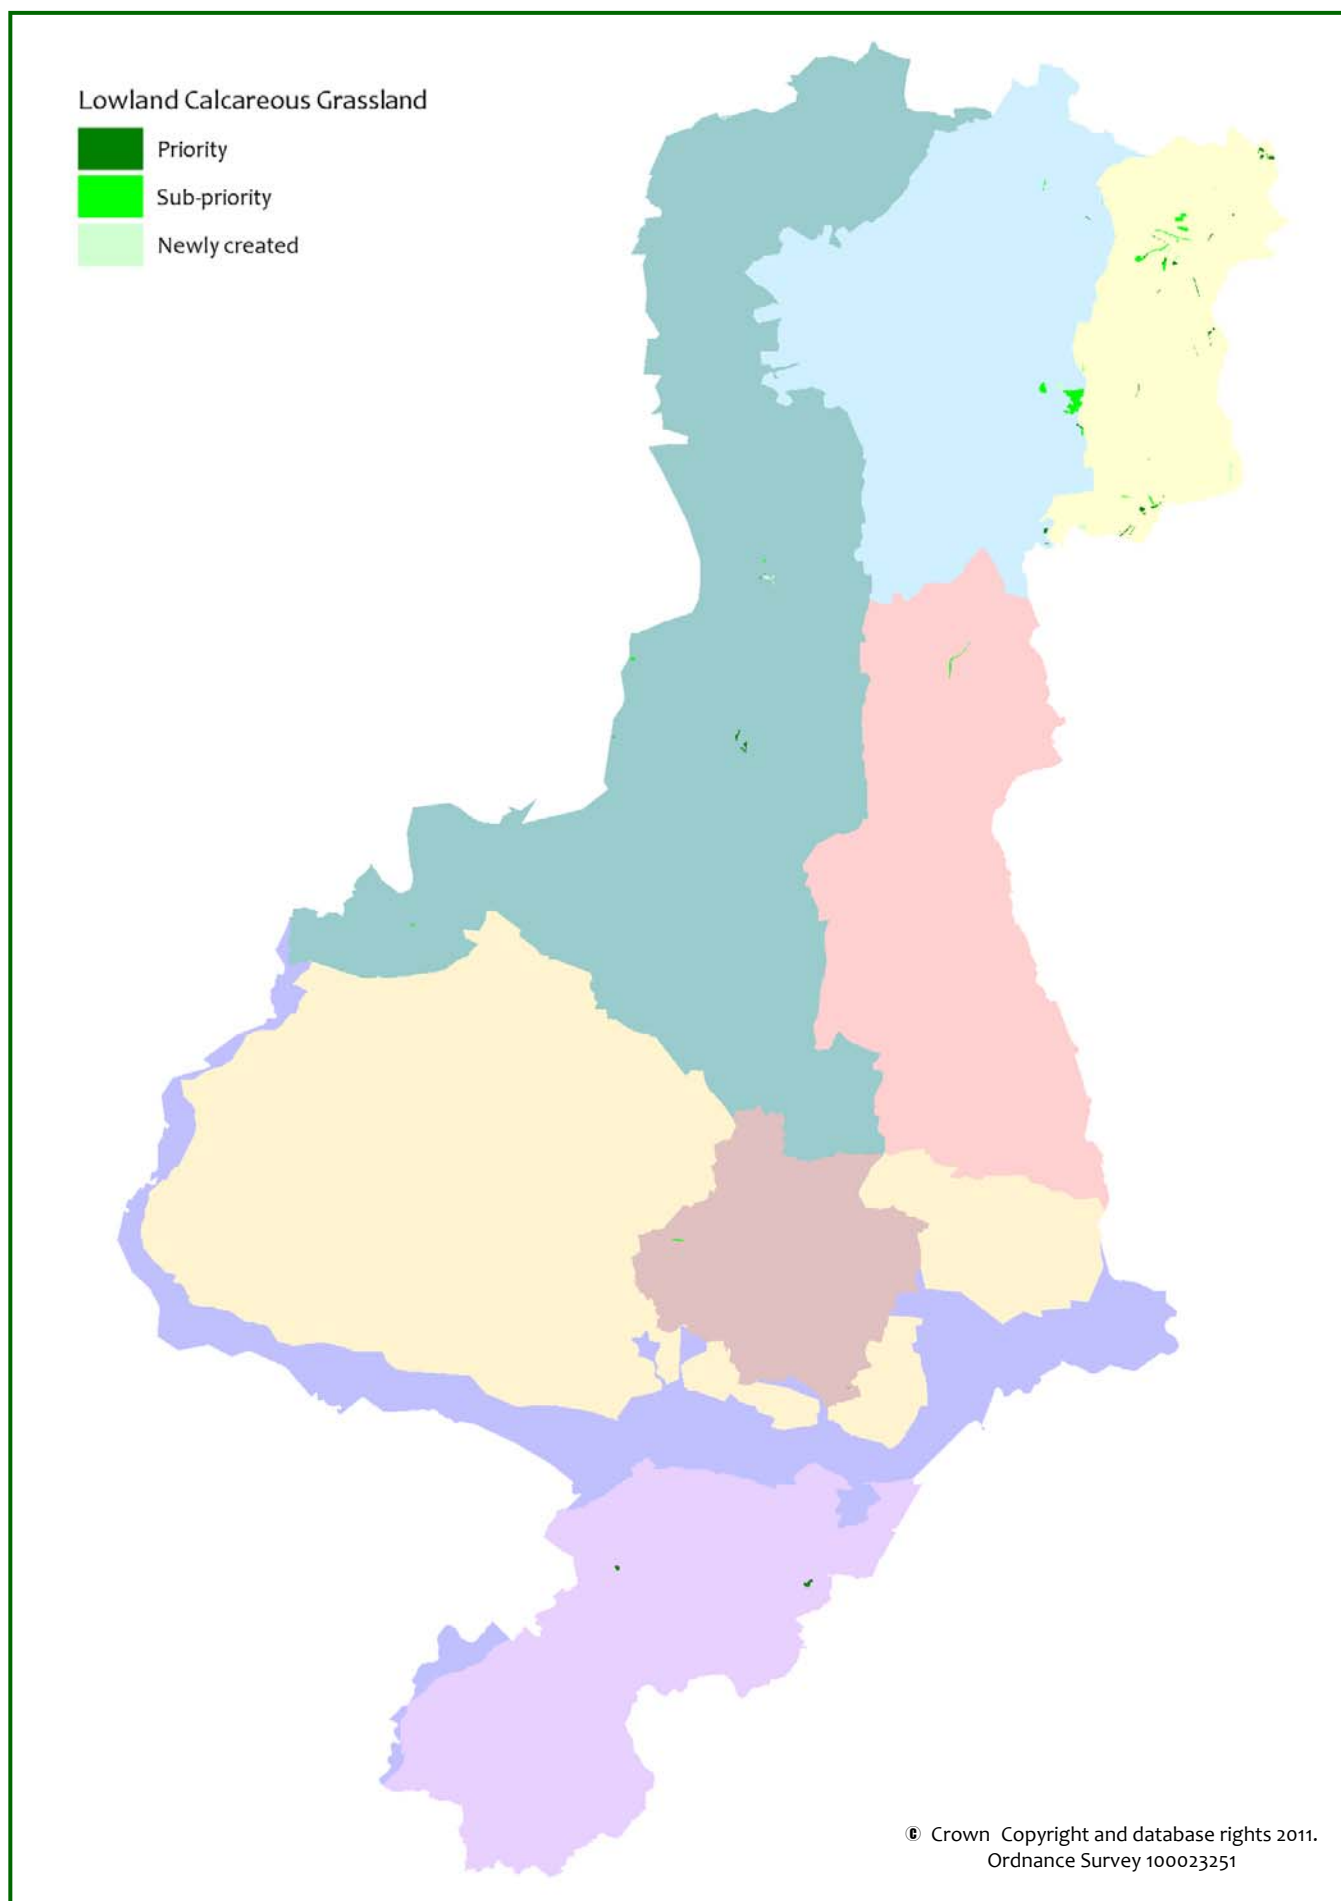 Lowland Calcareous Grassland
Priority
Sub-priority
Newly created
© Crown Copyright and database rights 2011.
Ordnance Survey 100023251